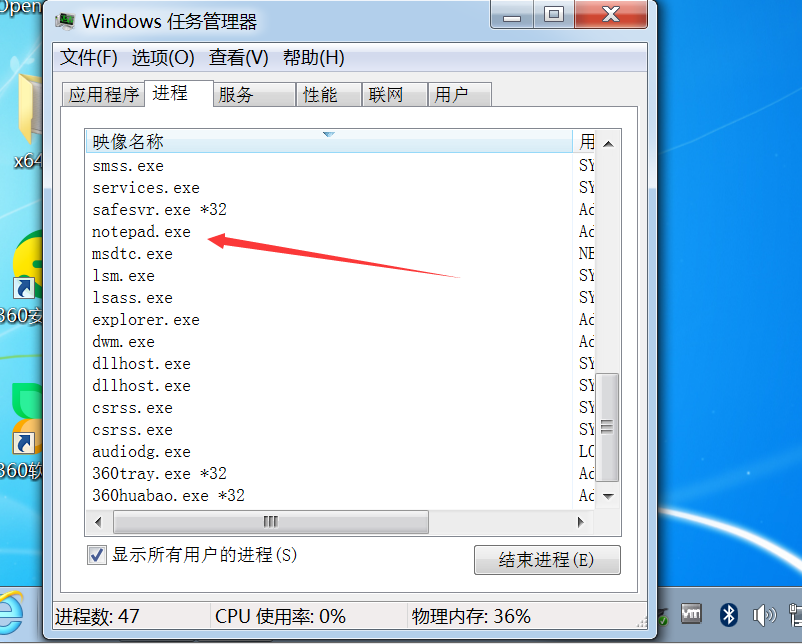 Open
Windows 任务管理器
文件(F) 选项(O) 查看(V) 帮助(H)
应用程序 进程 服务 性能 联网 用户
映像名称 用
smss.exe SY
services.exe SY
safesvr.exe *32 Ad
notepad.exe Ad
msdtc.exe NE
lsm.exe SY
lsass.exe SY
explorer.exe Ad
dwm.exe Ad
dllhost.exe SY
dllhost.exe SY
csrss.exe SY
csrss.exe SY
audiodg.exe LO
360tray.exe *32 Ad
360huabao.exe *32 Ad
显示所有用户的进程(S) 结束进程(E)
进程数: 47 CPU 使用率: 0% 物理内存: 36%
x64
360安
360软
vm